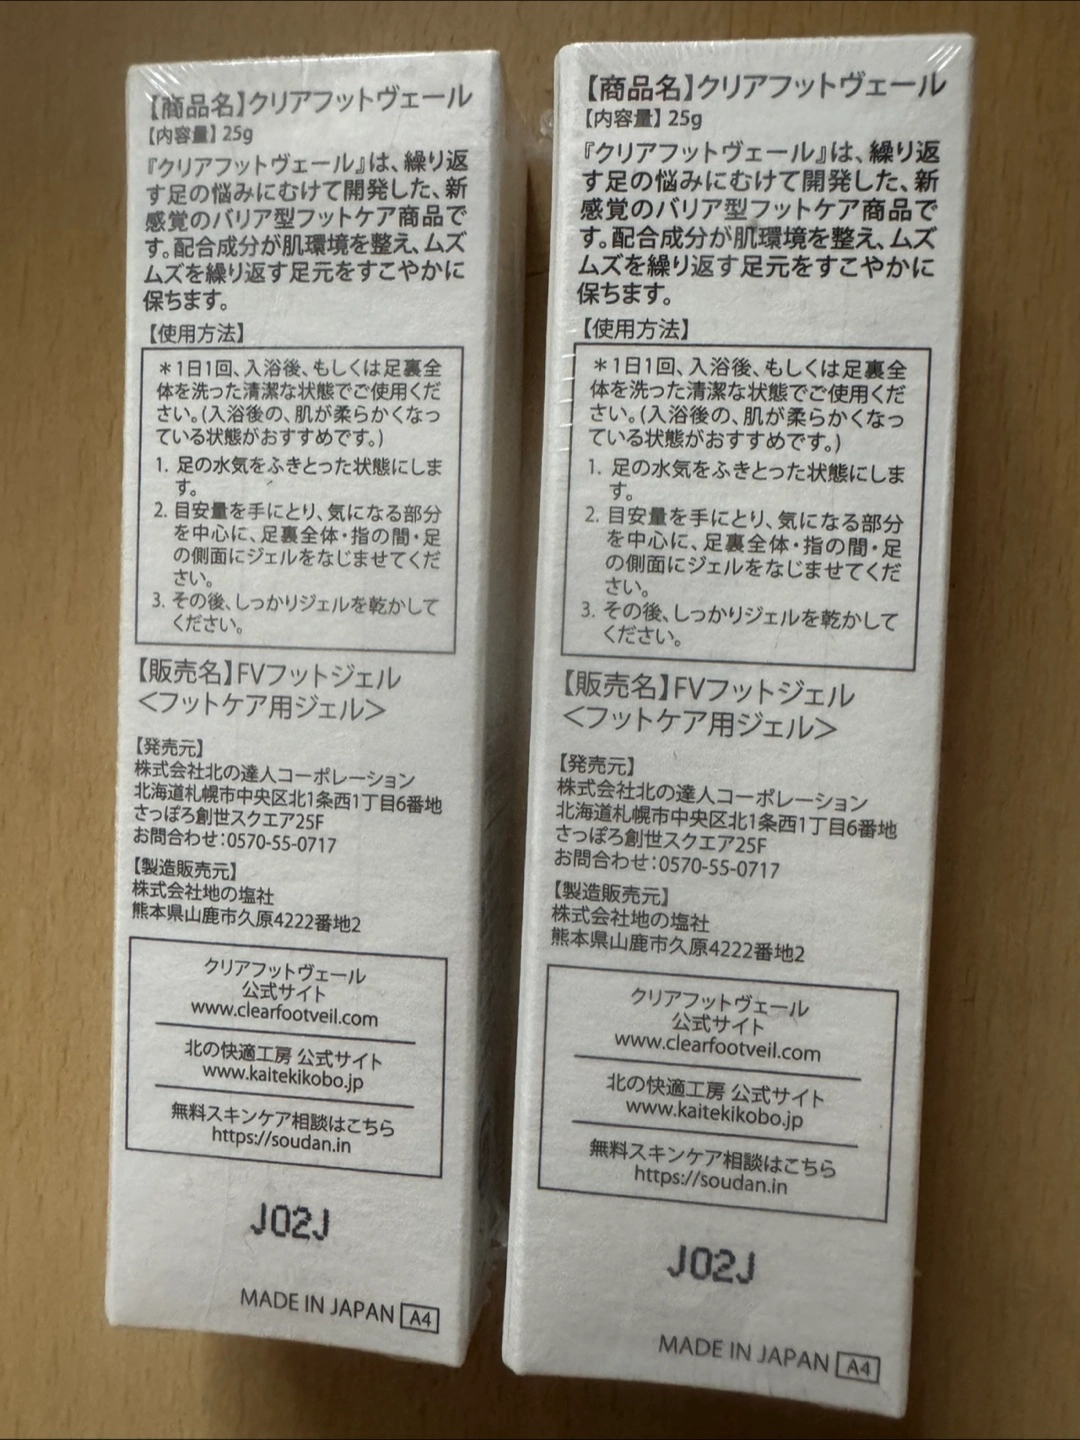 【商品名】クリアフットヴェール
【内容量】25g
『クリアフットヴェール』は、繰り返
す足の悩みにむけて開発した、新
感覚のバリア型フットケア商品で
す。配合成分が肌環境を整え、ムズ
ムズを繰り返す足元をすこやかに
保ちます。
【使用方法】
＊1日1回、入浴後、もしくは足裏全
体を洗った清潔な状態でご使用くだ
さい。(入浴後の、肌が柔らかくなっ
ている状態がおすすめです。)
1. 足の水気をふきとった状態にしま
す。
2. 目安量を手にとり、気になる部分
を中心に、足裏全体・指の間・足
の側面にジェルをなじませてくだ
さい。
3. その後、しっかりジェルを乾かして
ください。
【販売名】FVフットジェル
＜フットケア用ジェル＞
【発売元】
株式会社北の達人コーポレーション
北海道札幌市中央区北1条西1丁目6番地
さっぽろ創世スクエア25F
お問合わせ：0570-55-0717
【製造販売元】
株式会社地の塩社
熊本県山鹿市久原4222番地2
クリアフットヴェール
公式サイト
www.clearfootveil.com
北の快適工房 公式サイト
www.kaitekikobo.jp
無料スキンケア相談はこちら
https://soudan.in
J02J
MADE IN JAPAN A4
【商品名】クリアフットヴェール
【内容量】25g
『クリアフットヴェール』は、繰り返
す足の悩みにむけて開発した、新
感覚のバリア型フットケア商品で
す。配合成分が肌環境を整え、ムズ
ムズを繰り返す足元をすこやかに
保ちます。
【使用方法】
＊1日1回、入浴後、もしくは足裏全
体を洗った清潔な状態でご使用くだ
さい。(入浴後の、肌が柔らかくなっ
ている状態がおすすめです。)
1. 足の水気をふきとった状態にしま
す。
2. 目安量を手にとり、気になる部分
を中心に、足裏全体・指の間・足
の側面にジェルをなじませてくだ
さい。
3. その後、しっかりジェルを乾かして
ください。
【販売名】FVフットジェル
＜フットケア用ジェル＞
【発売元】
株式会社北の達人コーポレーション
北海道札幌市中央区北1条西1丁目6番地
さっぽろ創世スクエア25F
お問合わせ：0570-55-0717
【製造販売元】
株式会社地の塩社
熊本県山鹿市久原4222番地2
クリアフットヴェール
公式サイト
www.clearfootveil.com
北の快適工房 公式サイト
www.kaitekikobo.jp
無料スキンケア相談はこちら
https://soudan.in
J02J
MADE IN JAPAN A4